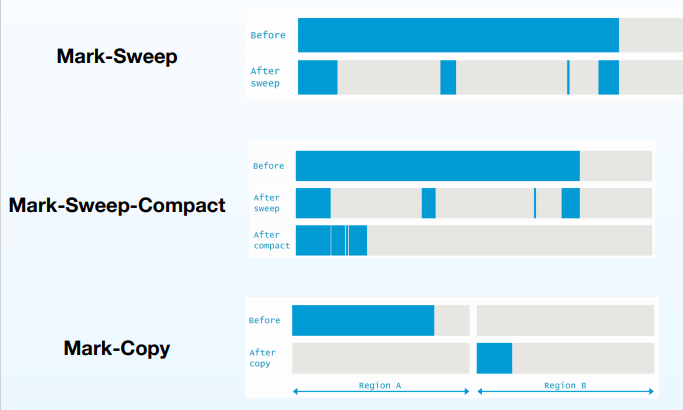 Mark-Sweep
Before
After
sweep
Mark-Sweep-Compact
Before
After
sweep
After
compact
Mark-Copy
Before
After
copy
Region A
Region B